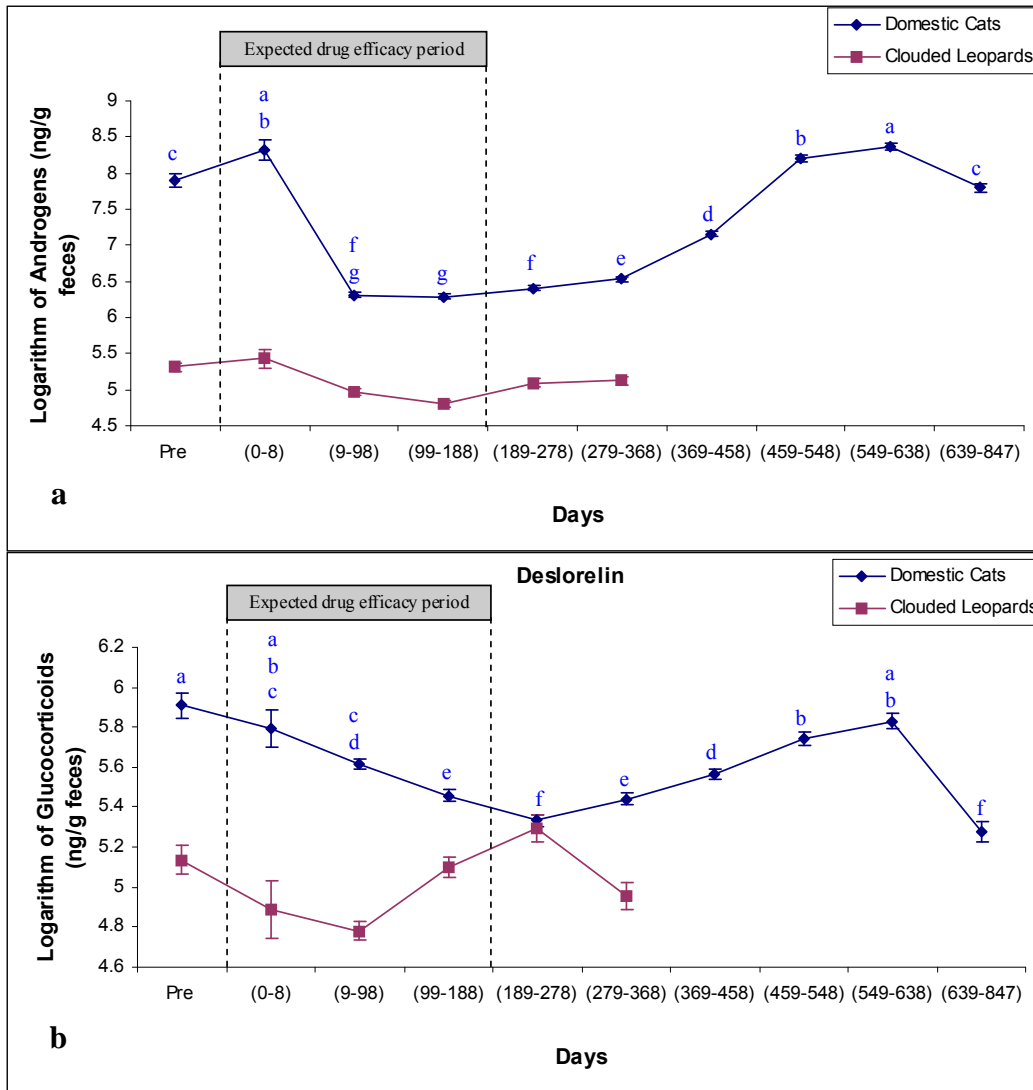 Domestic Cats
Clouded Leopards
Expected drug efficacy period
Logarithm of Androgens (ng/g
feces)
9
8.5
8
7.5
7
6.5
6
5.5
5
4.5
a
c b b a c
f d
g g f e
Pre (0-8) (9-98) (99-188) (189-278) (279-368) (369-458) (459-548) (549-638) (639-847)
a
Days
Deslorelin
Domestic Cats
Clouded Leopards
Expected drug efficacy period
Logarithm of Glucocorticoids
(ng/g feces)
6.2
6
5.8
5.6
5.4
5.2
5
4.8
4.6
a a a
b b b
c c
d e f e d f
Pre (0-8) (9-98) (99-188) (189-278) (279-368) (369-458) (459-548) (549-638) (639-847)
b
Days